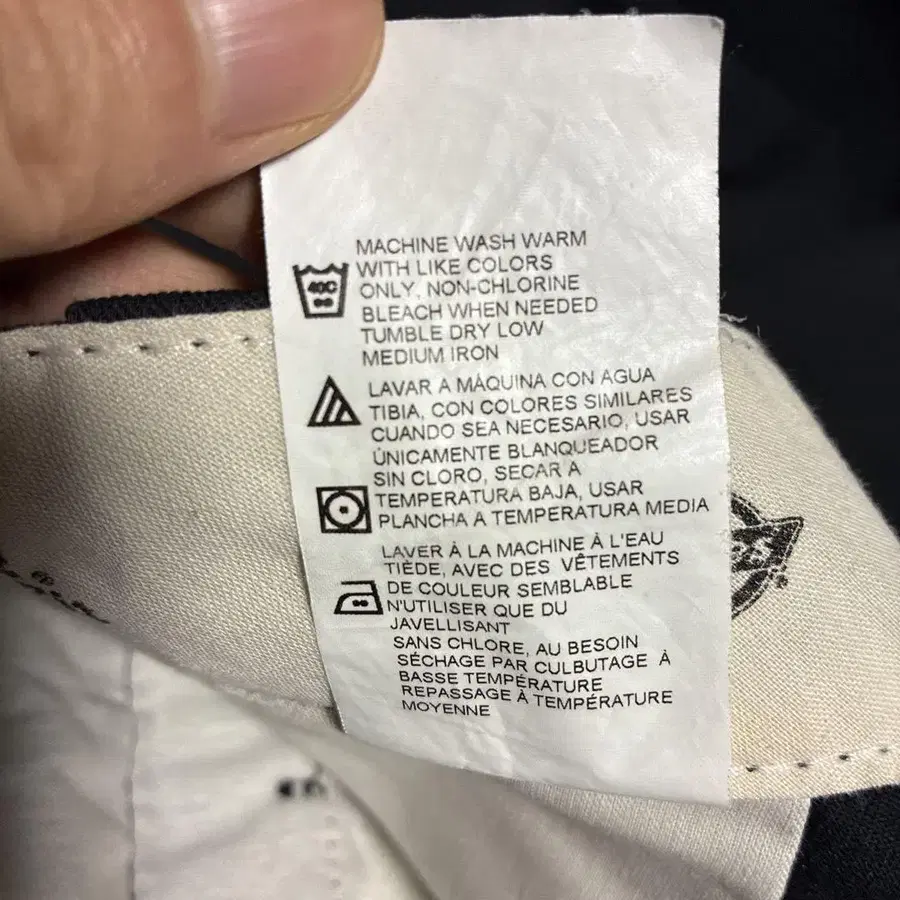 MACHINE WASH WARM
WITH LIKE COLORS
ONLY, NON-CHLORINE
BLEACH WHEN NEEDED
TUMBLE DRY LOW
MEDIUM IRON
40C
LAVAR A MÁQUINA CON AGUA
TIBIA, CON COLORES SIMILARES
CUANDO SEA NECESARIO, USAR
ÚNICAMENTE BLANQUEADOR
SIN CLORO, SECAR A
TEMPERATURA BAJA, USAR
PLANCHA A TEMPERATURA MEDIA
LAVER À LA MACHINE À L'EAU
TIÈDE, AVEC DES VÊTEMENTS
DE COULEUR SEMBLABLE
N'UTILISER QUE DU
JAVELLISANT
SANS CHLORE, AU BESOIN
SÉCHAGE PAR CULBUTAGE À
BASSE TEMPÉRATURE
REPASSAGE À TEMPÉRATURE
MOYENNE